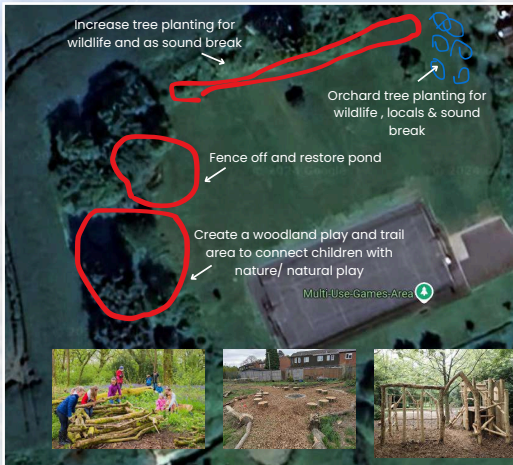 Increase tree planting for
wildlife and as sound break
Orchard tree planting for
wildlife , locals & sound
break
Fence off and restore pond
Create a woodland play and trail
area to connect children with
nature/ natural play
Multi-Use-Games-Area